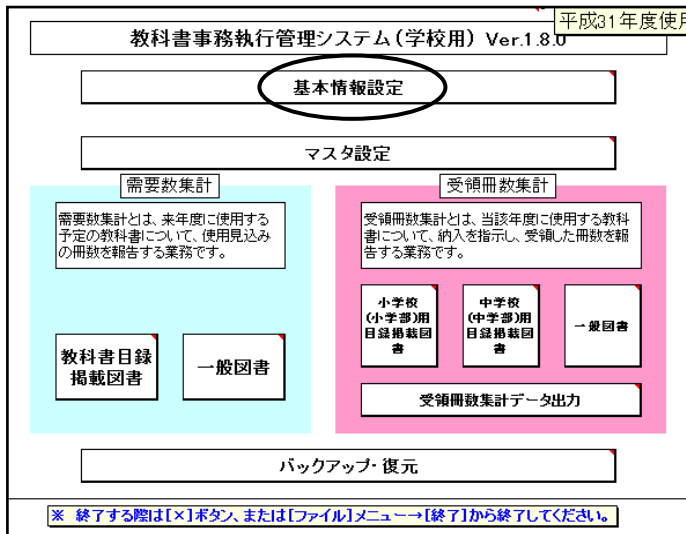 平成31年度使用
教科書事務執行管理システム(学校用) Ver.1.8.0
基本情報設定
マスタ設定
需要数集計
需要数集計とは、来年度に使用する
予定の教科書について、使用見込み
の冊数を報告する業務です。
教科書目録
掲載図書
一般図書
受領冊数集計
受領冊数集計とは、当該年度に使用する教科
書について、納入を指示し、受領した冊数を報
告する業務です。
小学校
(小学部)用
目録掲載図
書
中学校
(中学部)用
目録掲載図
書
一般図書
受領冊数集計データ出力
バックアップ・復元
※ 終了する際は[×]ボタン、または[ファイル]メニュー→[終了]から終了してください。